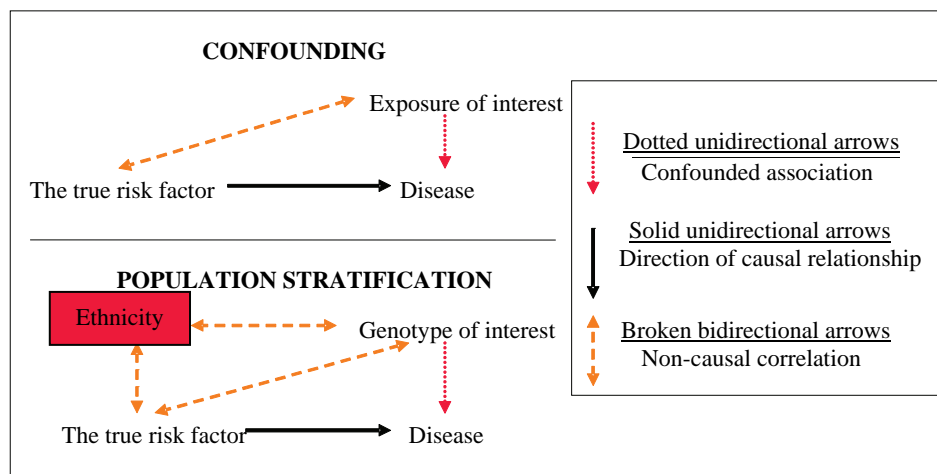 CONFOUNDING
Exposure of interest
The true risk factor
Disease
POPULATION STRATIFICATION
Ethnicity
Genotype of interest
The true risk factor
Disease
Dotted unidirectional arrows
Confounded association
Solid unidirectional arrows
Direction of causal relationship
Broken bidirectional arrows
Non-causal correlation